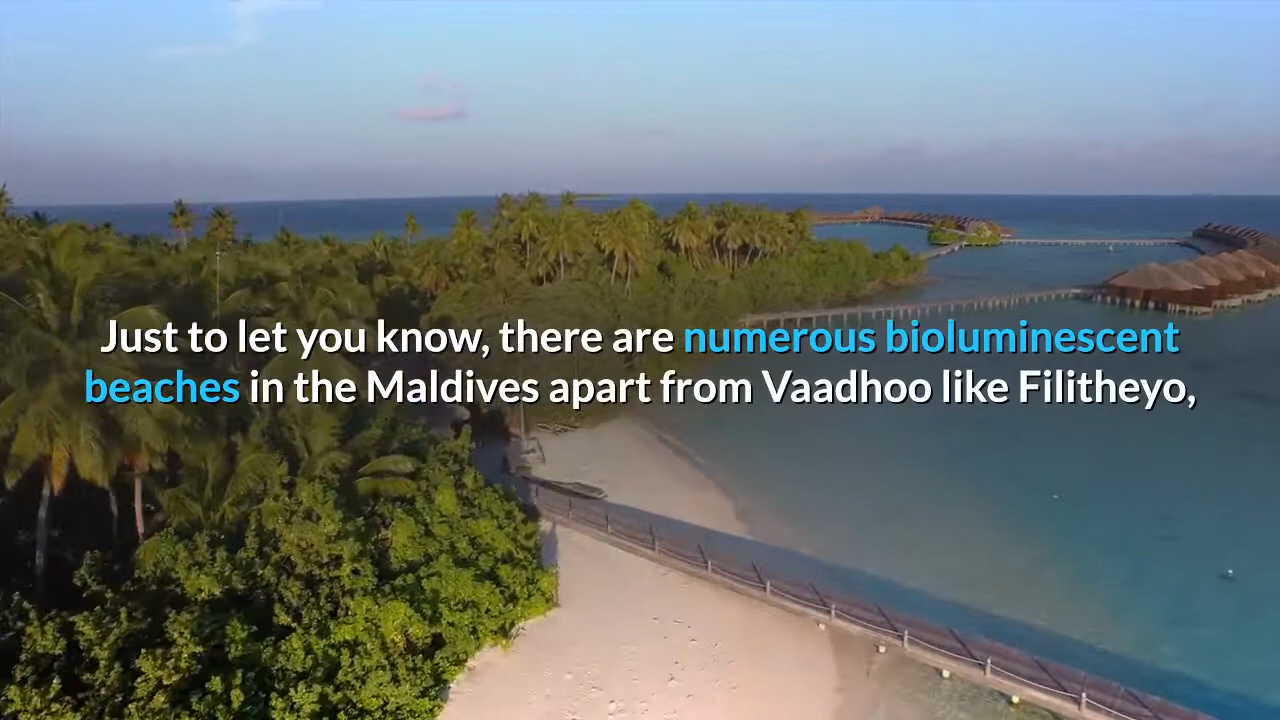 Just to let you know, there are numerous bioluminescent
beaches in the Maldives apart from Vaadhoo like Filitheyo,